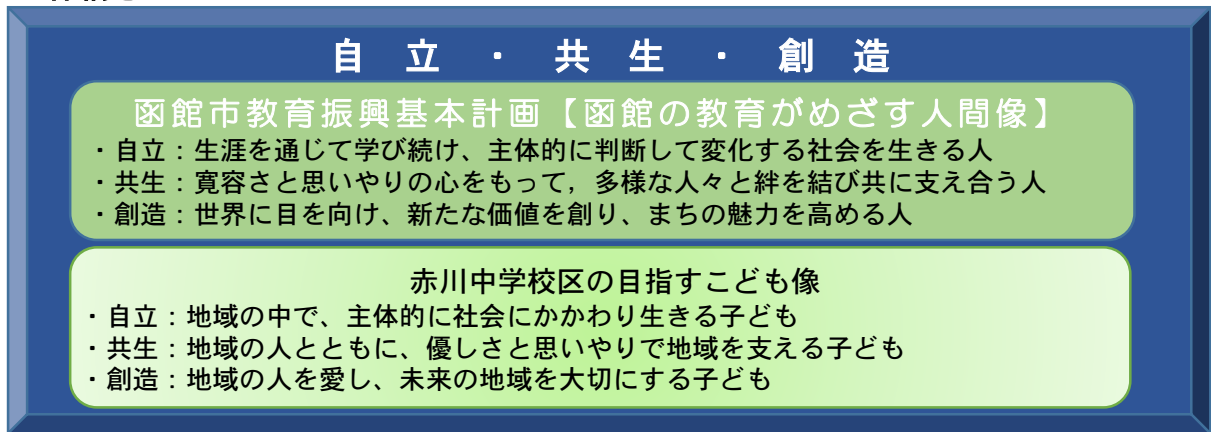 自立・共生・創造
函館市教育振興基本計画【函館の教育がめざす人間像】
・自立：生涯を通じて学び続け、主体的に判断して変化する社会を生きる人
・共生：寛容さと思いやりの心をもって，多様な人々と絆を結び共に支え合う人
・創造：世界に目を向け、新たな価値を創り、まちの魅力を高める人
赤川中学校区の目指すこども像
・自立：地域の中で、主体的に社会にかかわり生きる子ども
・共生：地域の人とともに、優しさと思いやりで地域を支える子ども
・創造：地域の人を愛し、未来の地域を大切にする子ども